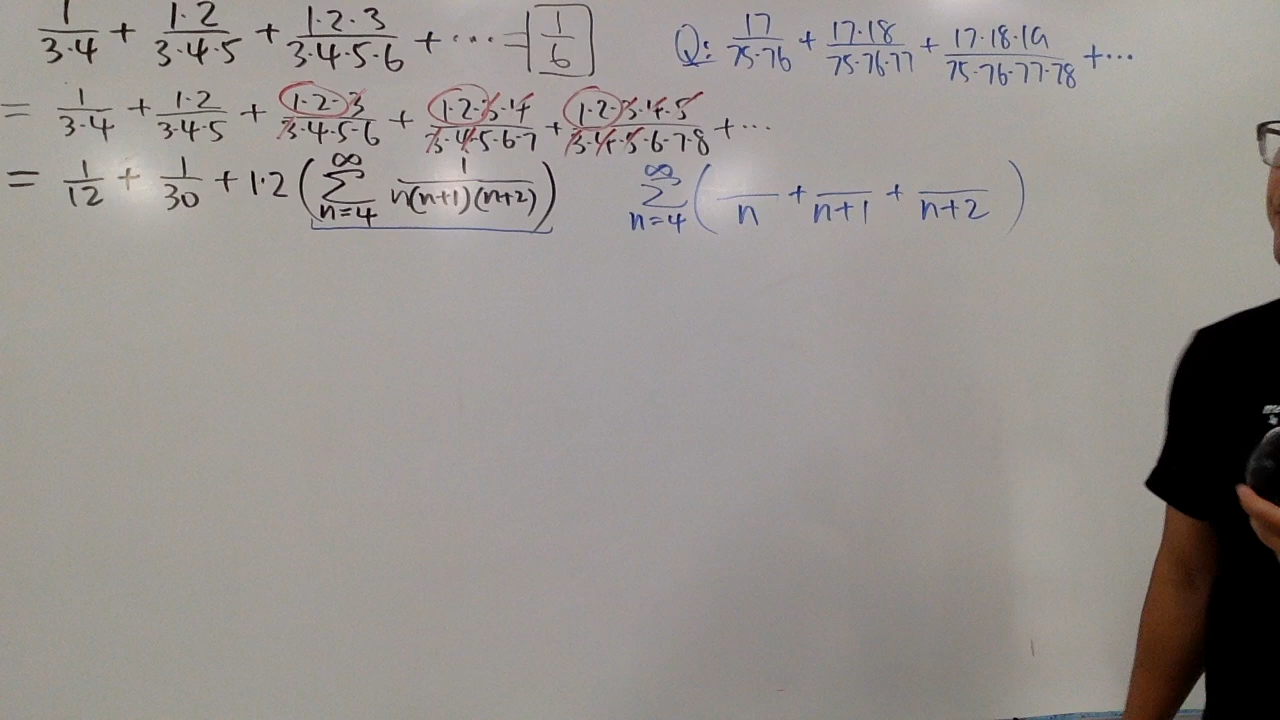 1/(3·4) + (1·2)/(3·4·5) + (1·2·3)/(3·4·5·6) + ··· = 1/6
Q: 17/(75·76) + (17·18)/(75·76·77) + (17·18·19)/(75·76·77·78) + ···
= 1/(3·4) + (1·2)/(3·4·5) + (1·2·3)/(3·4·5·6) + (1·2·3·4)/(3·4·5·6·7) + (1·2·3·4·5)/(3·4·5·6·7·8) + ···
= 1/12 + 1/30 + 1·2 (∑_{n=4}^{∞} 1/(n(n+1)(n+2)))
∑_{n=4}^{∞} ( /n + /(n+1) + /(n+2) )